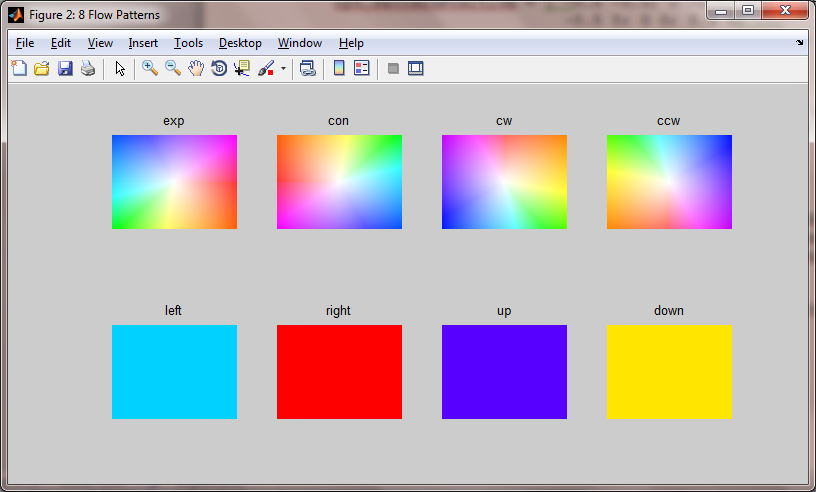 Figure 2: 8 Flow Patterns
File Edit View Insert Tools Desktop Window Help
exp con cw ccw
left right up down